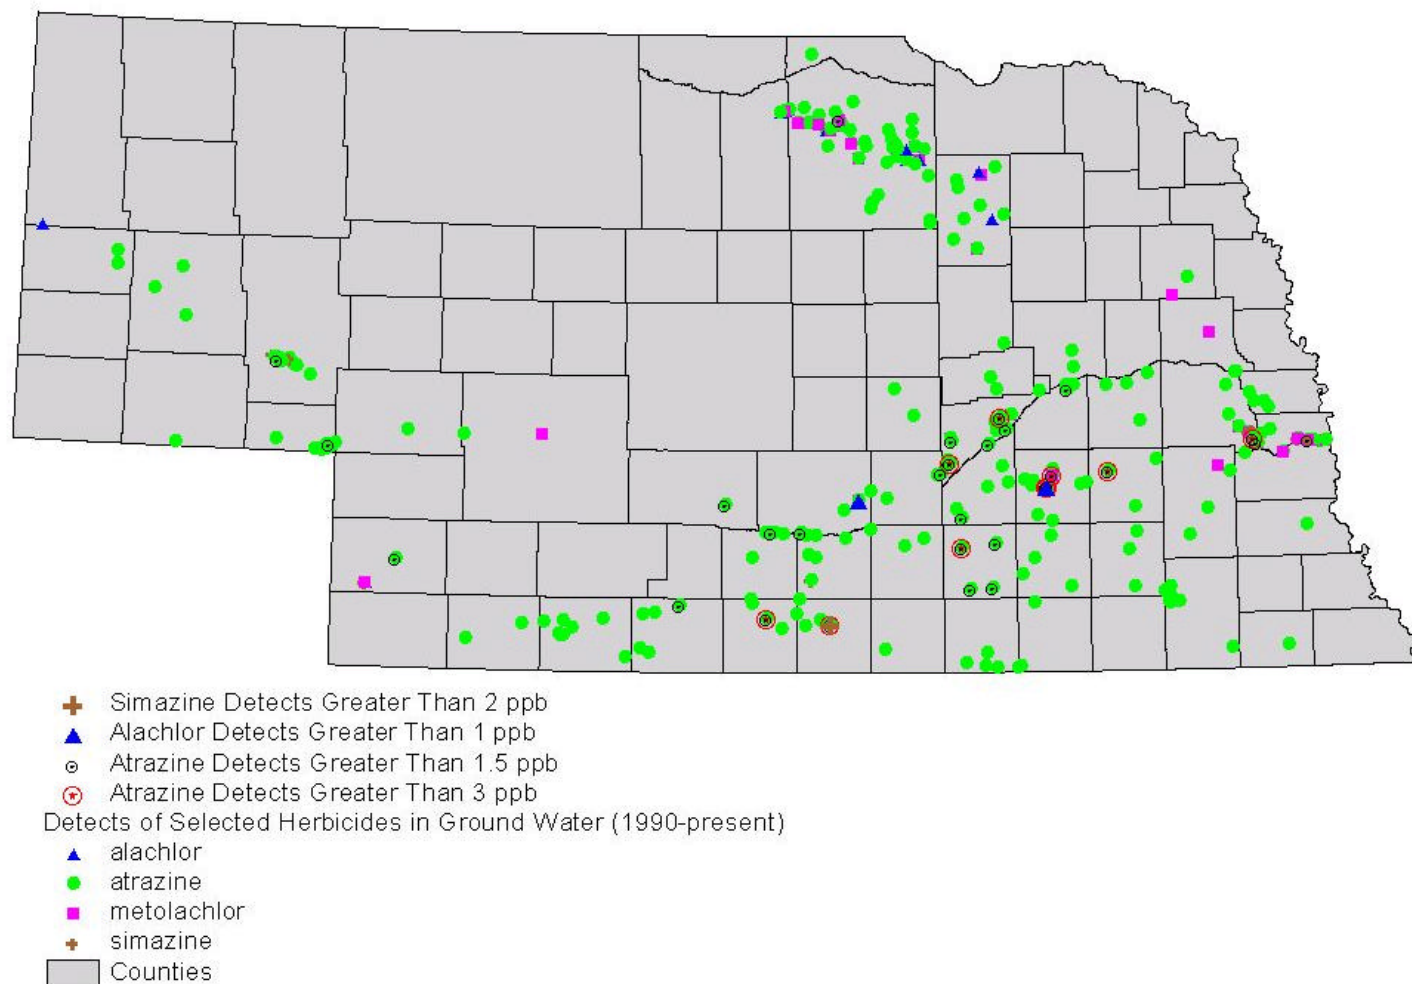 Simazine Detects Greater Than 2 ppb
Alachlor Detects Greater Than 1 ppb
Atrazine Detects Greater Than 1.5 ppb
Atrazine Detects Greater Than 3 ppb
Detects of Selected Herbicides in Ground Water (1990-present)
alachlor
atrazine
metolachlor
simazine
Counties